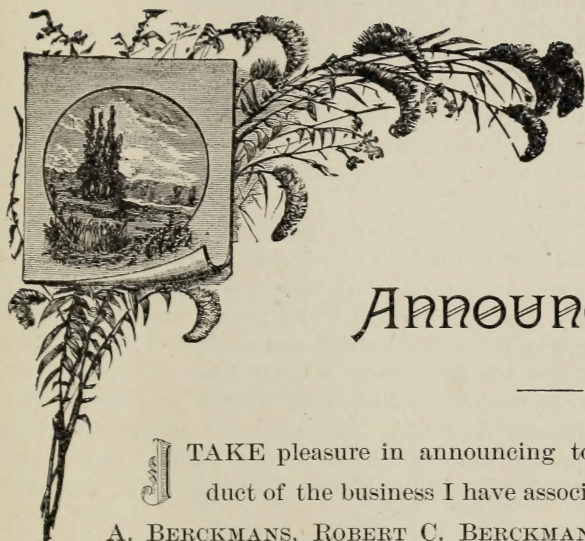 Announc
I TAKE pleasure in announcing to
duct of the business I have associ
A. BERCKMANS, ROBERT C. BERCKMAN